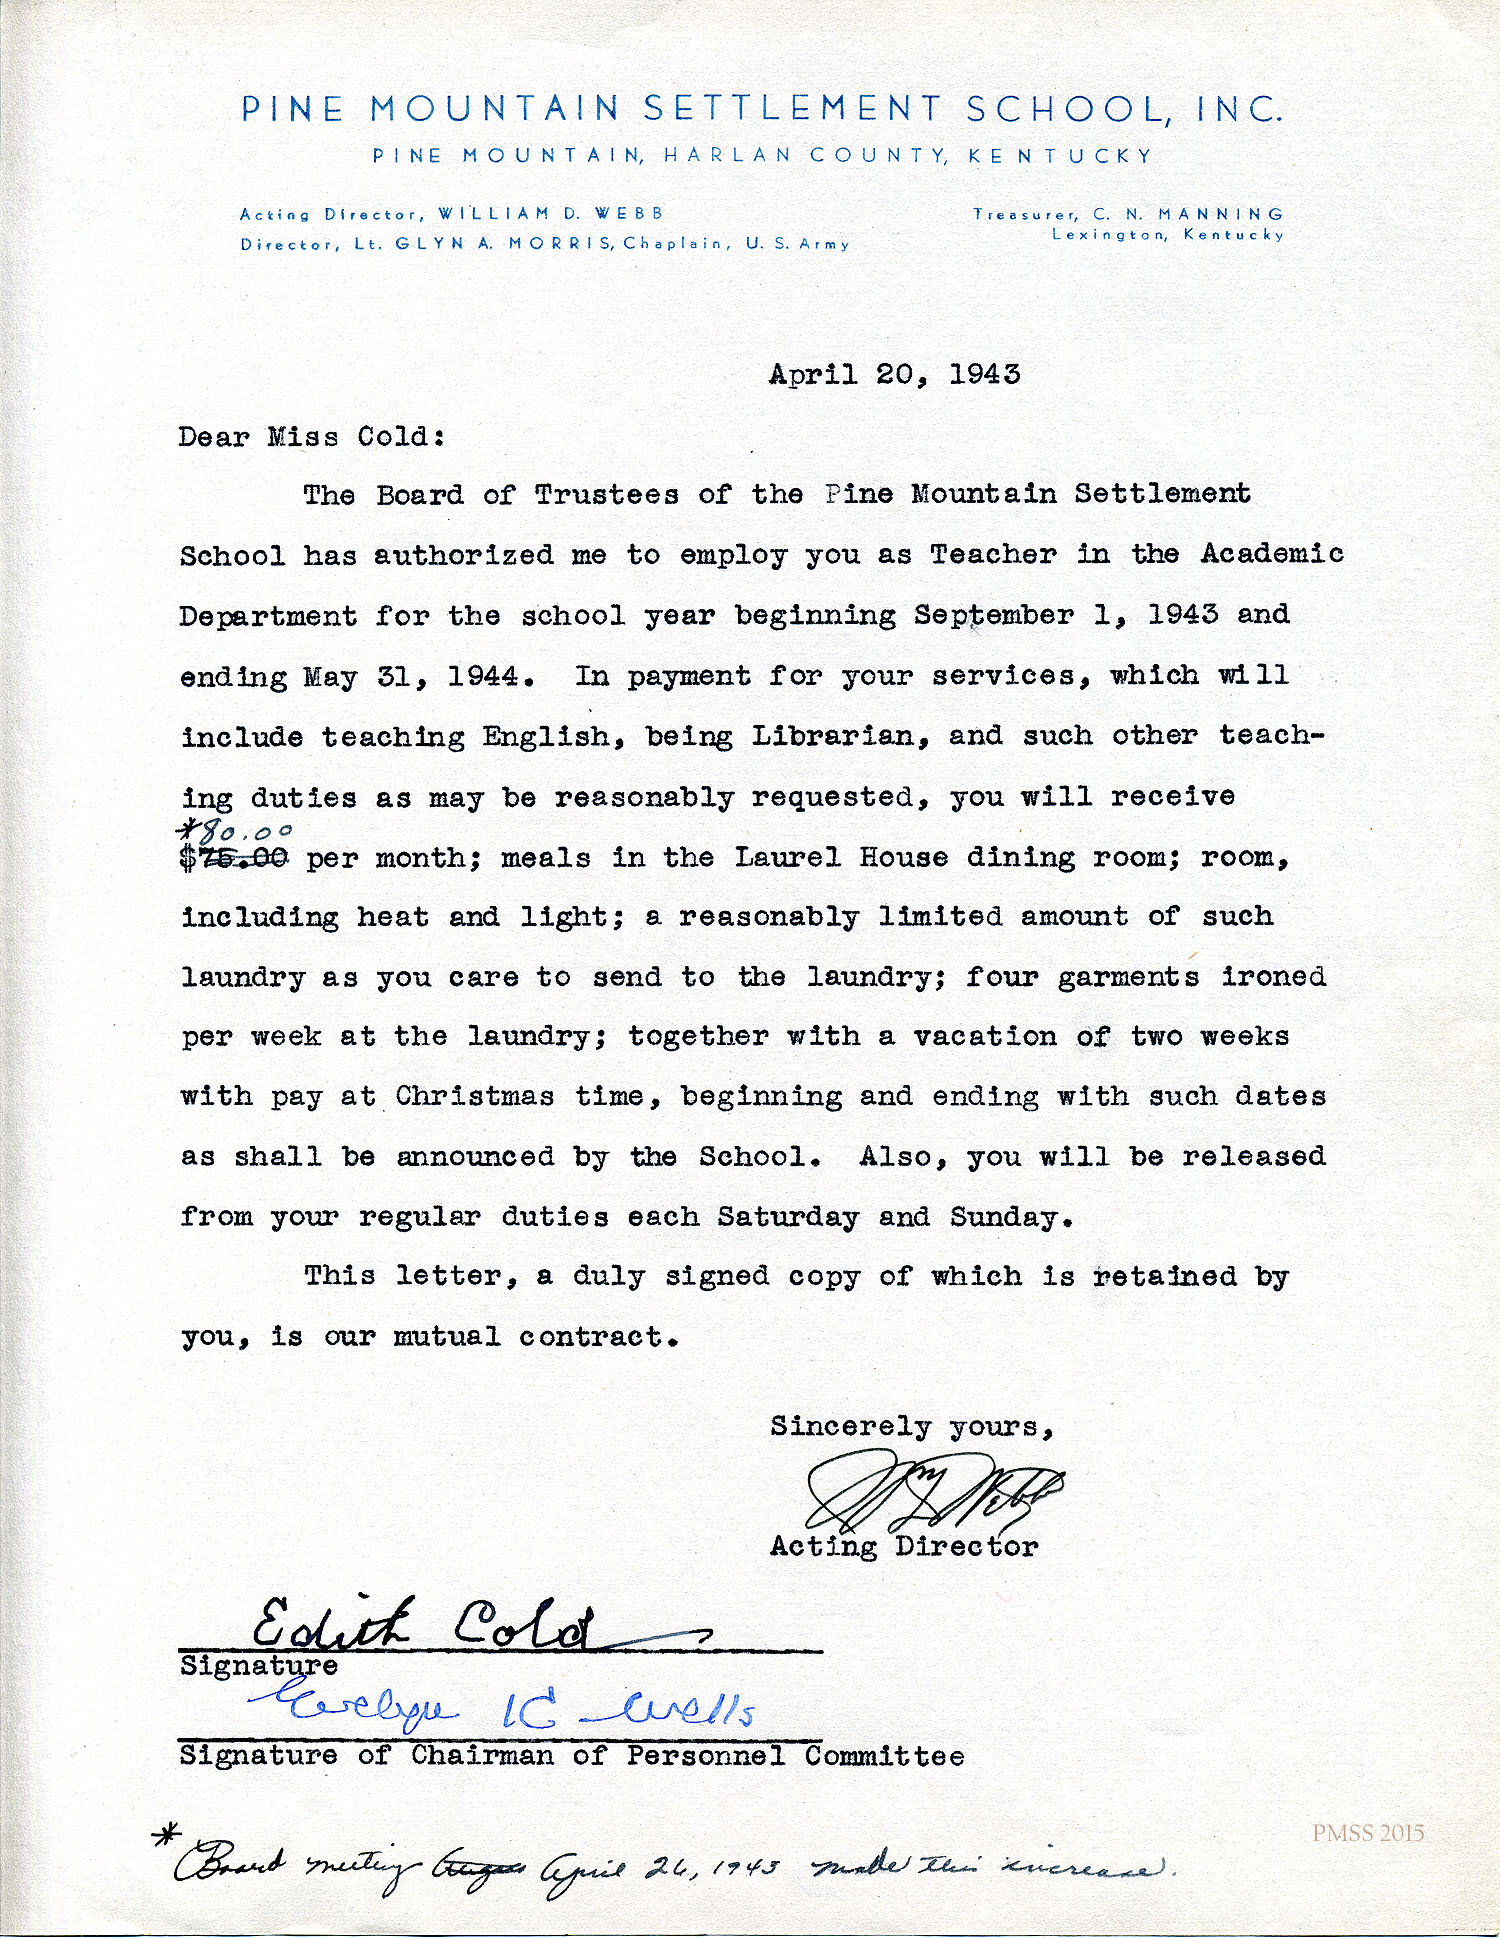 PINE MOUNTAIN SETTLEMENT SCHOOL, INC.
PINE MOUNTAIN, HARLAN COUNTY, KENTUCKY
Acting Director, WILLIAM D. WEBB
Director, Lt. GLYN A. MORRIS, Chaplain, U. S. Army
Treasurer, C. N. MANNING
Lexington, Kentucky
April 20, 1943
Dear Miss Cold:
The Board of Trustees of the Pine Mountain Settlement
School has authorized me to employ you as Teacher in the Academic
Department for the school year beginning September 1, 1943 and
ending May 31, 1944. In payment for your services, which will
include teaching English, being Librarian, and such other teach-
ing duties as may be reasonably requested, you will receive
*80.00
$75.00 per month; meals in the Laurel House dining room; room,
including heat and light; a reasonably limited amount of such
laundry as you care to send to the laundry; four garments ironed
per week at the laundry; together with a vacation of two weeks
with pay at Christmas time, beginning and ending with such dates
as shall be announced by the School. Also, you will be released
from your regular duties each Saturday and Sunday.
This letter, a duly signed copy of which is retained by
you, is our mutual contract.
Sincerely yours,
Wm D Webb
Acting Director
Edith Cold
Signature
Evelyn K. Wells
Signature of Chairman of Personnel Committee
* Board meeting April 26, 1943 made this increase.
PMSS 2015